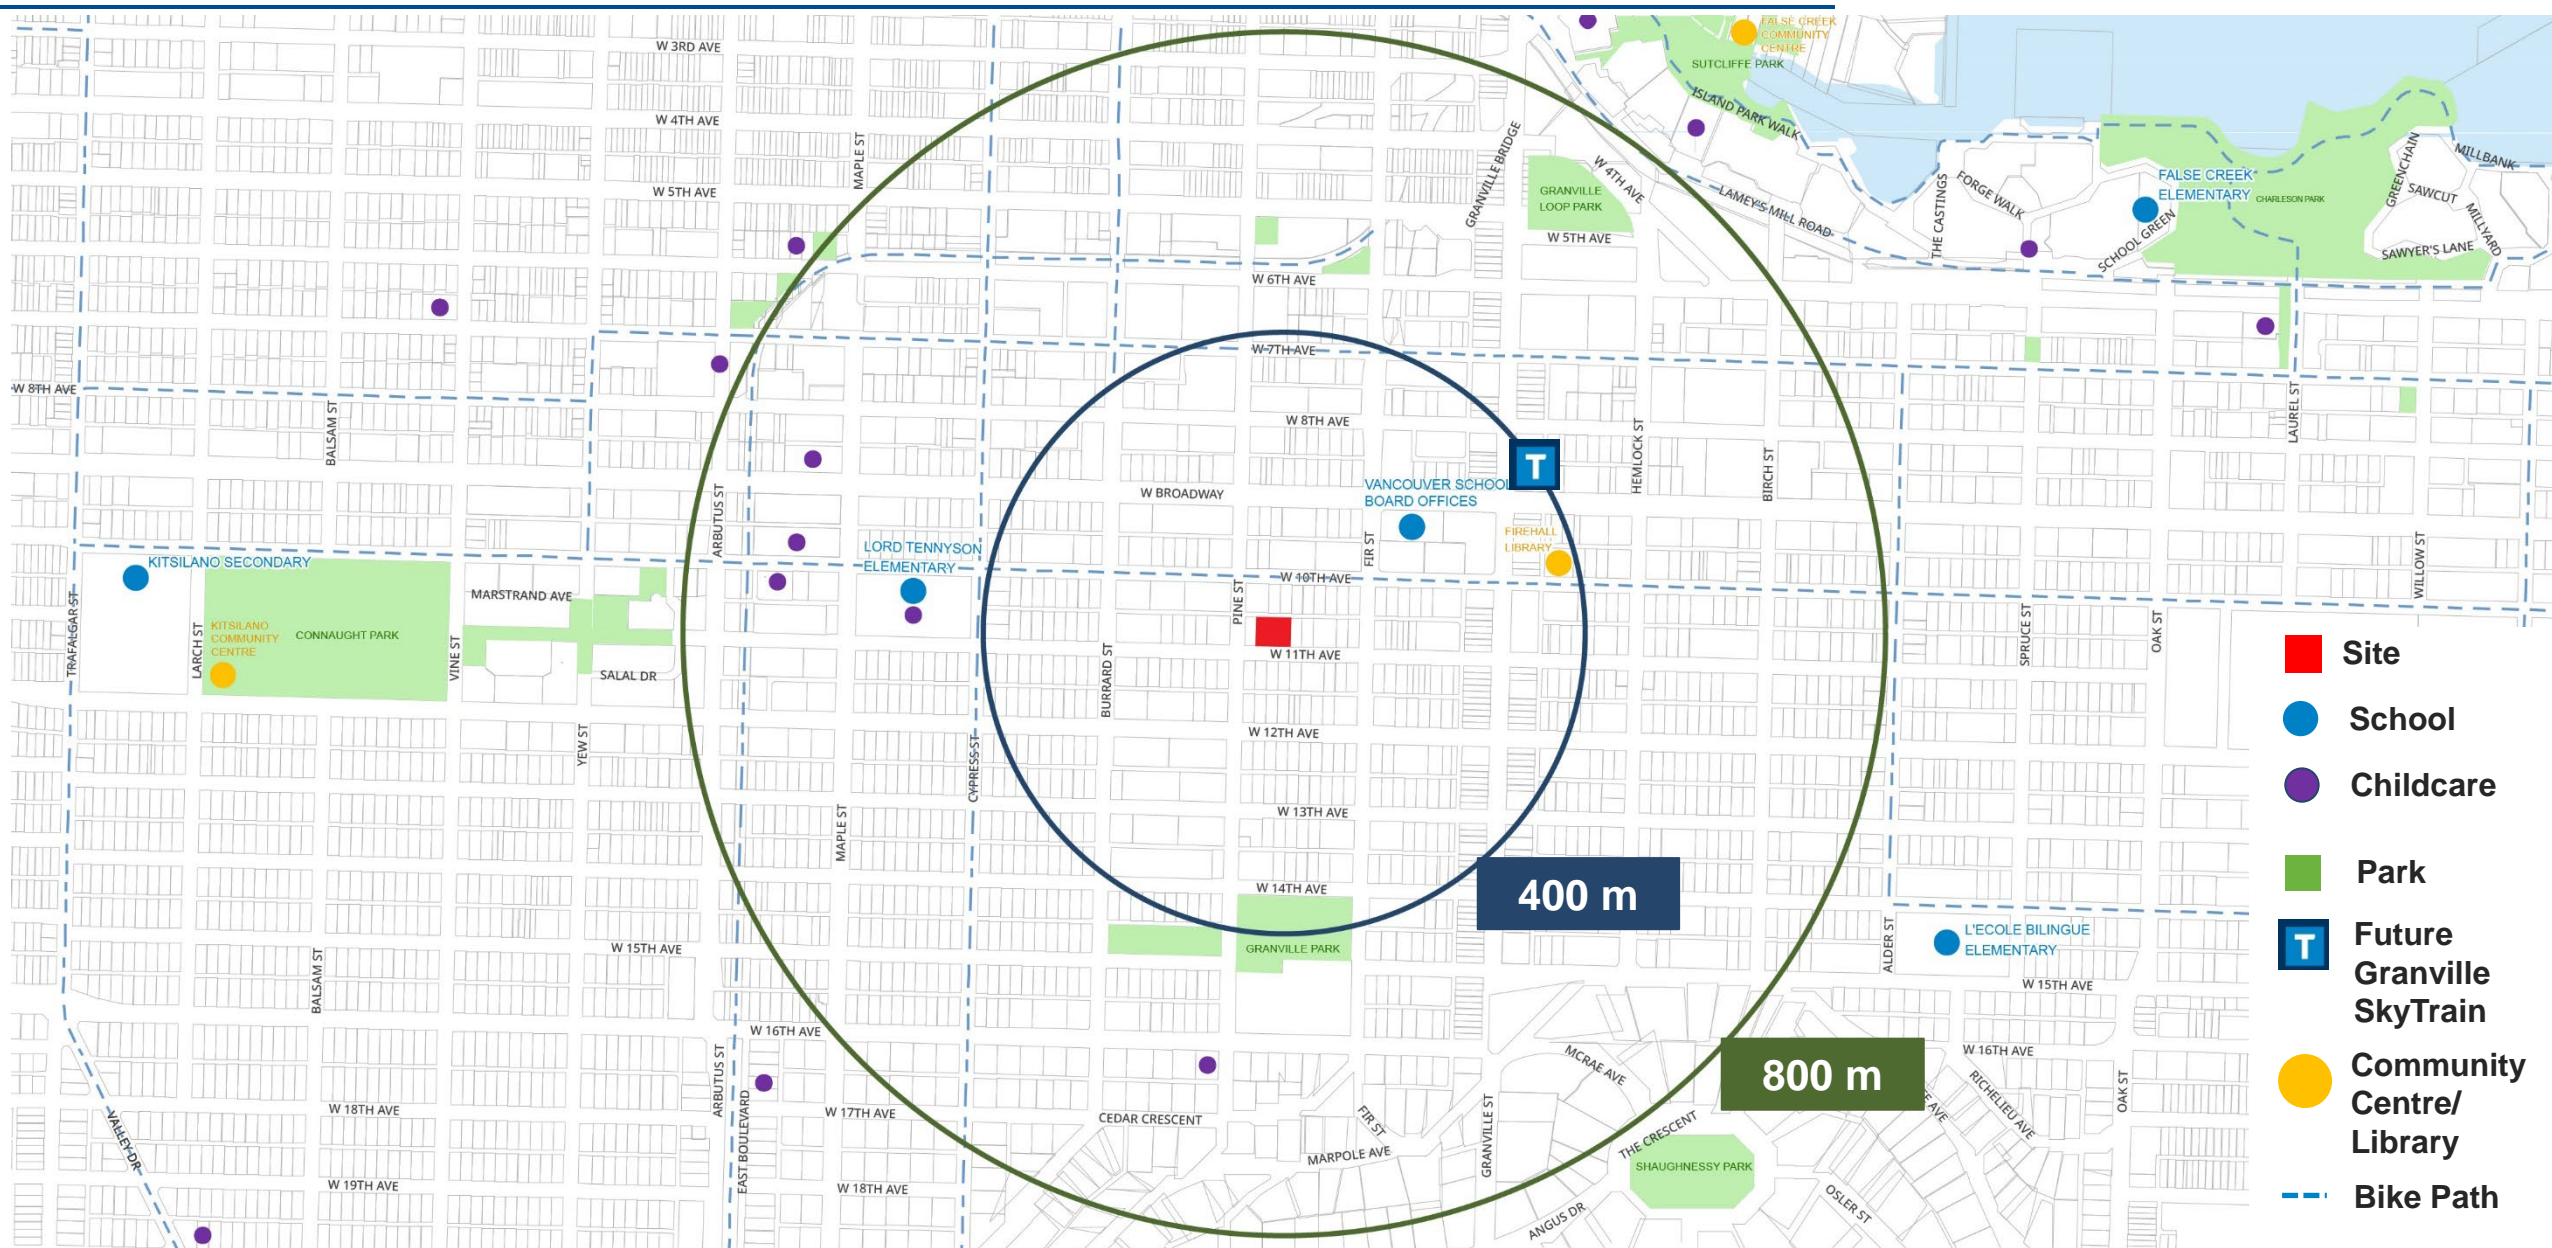 FALSE CREEK
COMMUNITY
CENTRE
W 3RD AVE
SUTCLIFFE PARK
ISLAND PARK WALK
W 4TH AVE
MAPLE ST
GRANVILLE BRIDGE
W 4TH AVE
MILLBANK
GREENCHAIN
FALSE CREEK
ELEMENTARY
W 5TH AVE
GRANVILLE
LOOP PARK
LAMEY'S MILL ROAD
THE CASTINGS
FORGE WALK
SCHOOL GREEN
CHARLESON PARK
SAWCUT
MILLYARD
SAWYER'S LANE
W 5TH AVE
W 6TH AVE
W 7TH AVE
W 8TH AVE
BALSAM ST
W 8TH AVE
HEMLOCK ST
BIRCH ST
LAUREL ST
T
ARBUTUS ST
W BROADWAY
VANCOUVER SCHOOL
BOARD OFFICES
FIR ST
FIREHALL
LIBRARY
LORD TENNYSON
ELEMENTARY
KITSILANO SECONDARY
MARSTRAND AVE
W 10TH AVE
PINE ST
WILLOW ST
TRAFALGAR ST
LARCH ST
KITSILANO
COMMUNITY
CENTRE
CONNAUGHT PARK
VINE ST
SALAL DR
BURRARD ST
W 11TH AVE
SPRUCE ST
OAK ST
YEW ST
CYPRESS ST
W 12TH AVE
MAPLE ST
W 13TH AVE
W 14TH AVE
400 m
BALSAM ST
W 15TH AVE
GRANVILLE PARK
ALDER ST
L'ECOLE BILINGUE
ELEMENTARY
W 15TH AVE
W 16TH AVE
MCRAE AVE
W 16TH AVE
800 m
ARBUTUS ST
EAST BOULEVARD
RICHELIEU AVE
OAK ST
VALLEY DR
W 18TH AVE
W 17TH AVE
CEDAR CRESCENT
FIR ST
GRANVILLE ST
THE CRESCENT
MARPOLE AVE
SHAUGHNESSY PARK
W 19TH AVE
W 18TH AVE
ANGUS DR
OSLER ST
Site
School
Childcare
Park
T
Future
Granville
SkyTrain
Community
Centre/
Library
Bike Path